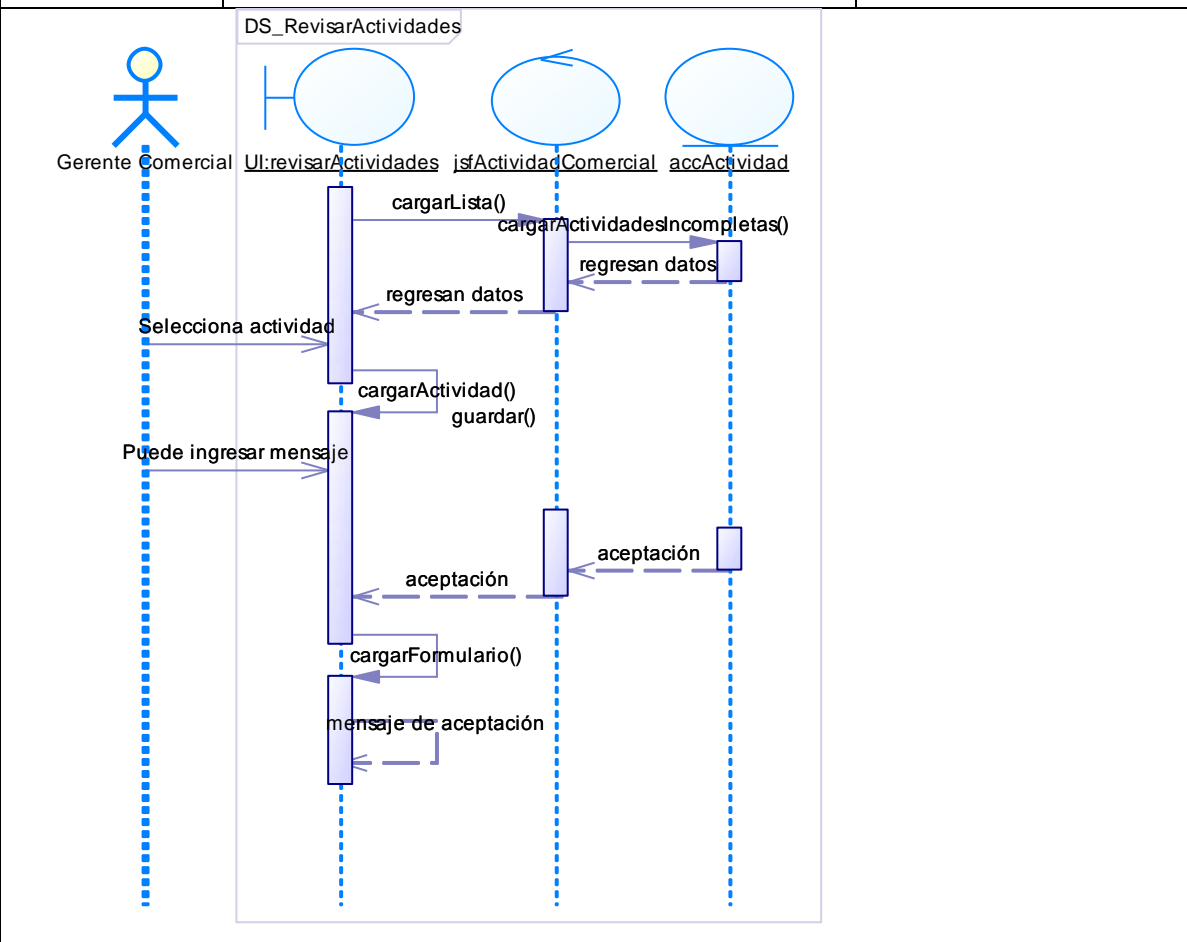 DS_RevisarActividades
Gerente Comercial
UI:revisarActividades
jsfActividadComercial
accActividad
cargarLista()
cargarActividadesIncompletas()
regresan datos
regresan datos
Selecciona actividad
cargarActividad()
guardar()
Puede ingresar mensaje
aceptación
aceptación
cargarFormulario()
mensaje de aceptación